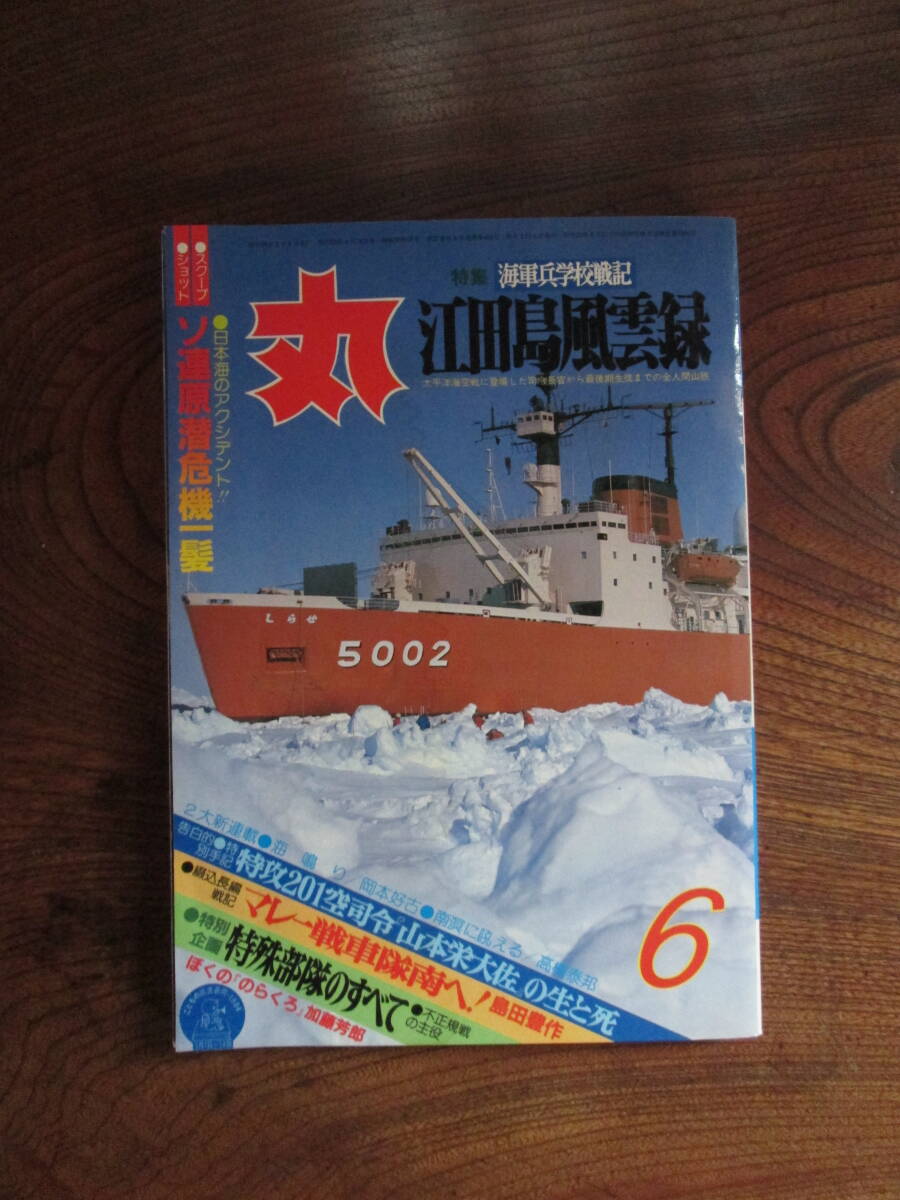 ●スクープ
●ショット
●日本海のアクシデント!!
ソ連原潜危機一髪
丸
特集 海軍兵学校戦記
江田島風雲録
しらせ
5002
2大新連載●海鳴り/岡本好古●南溟に吼える/高橋泰邦
告白的●特別手記 特攻201空司令“山本栄大佐”の生と死
●綴込長編戦記 マレー戦車隊南へ!島田豊作
●特別企画 特殊部隊のすべて●不正規戦の主役
ぼくの「のらくろ」加藤芳郎
6